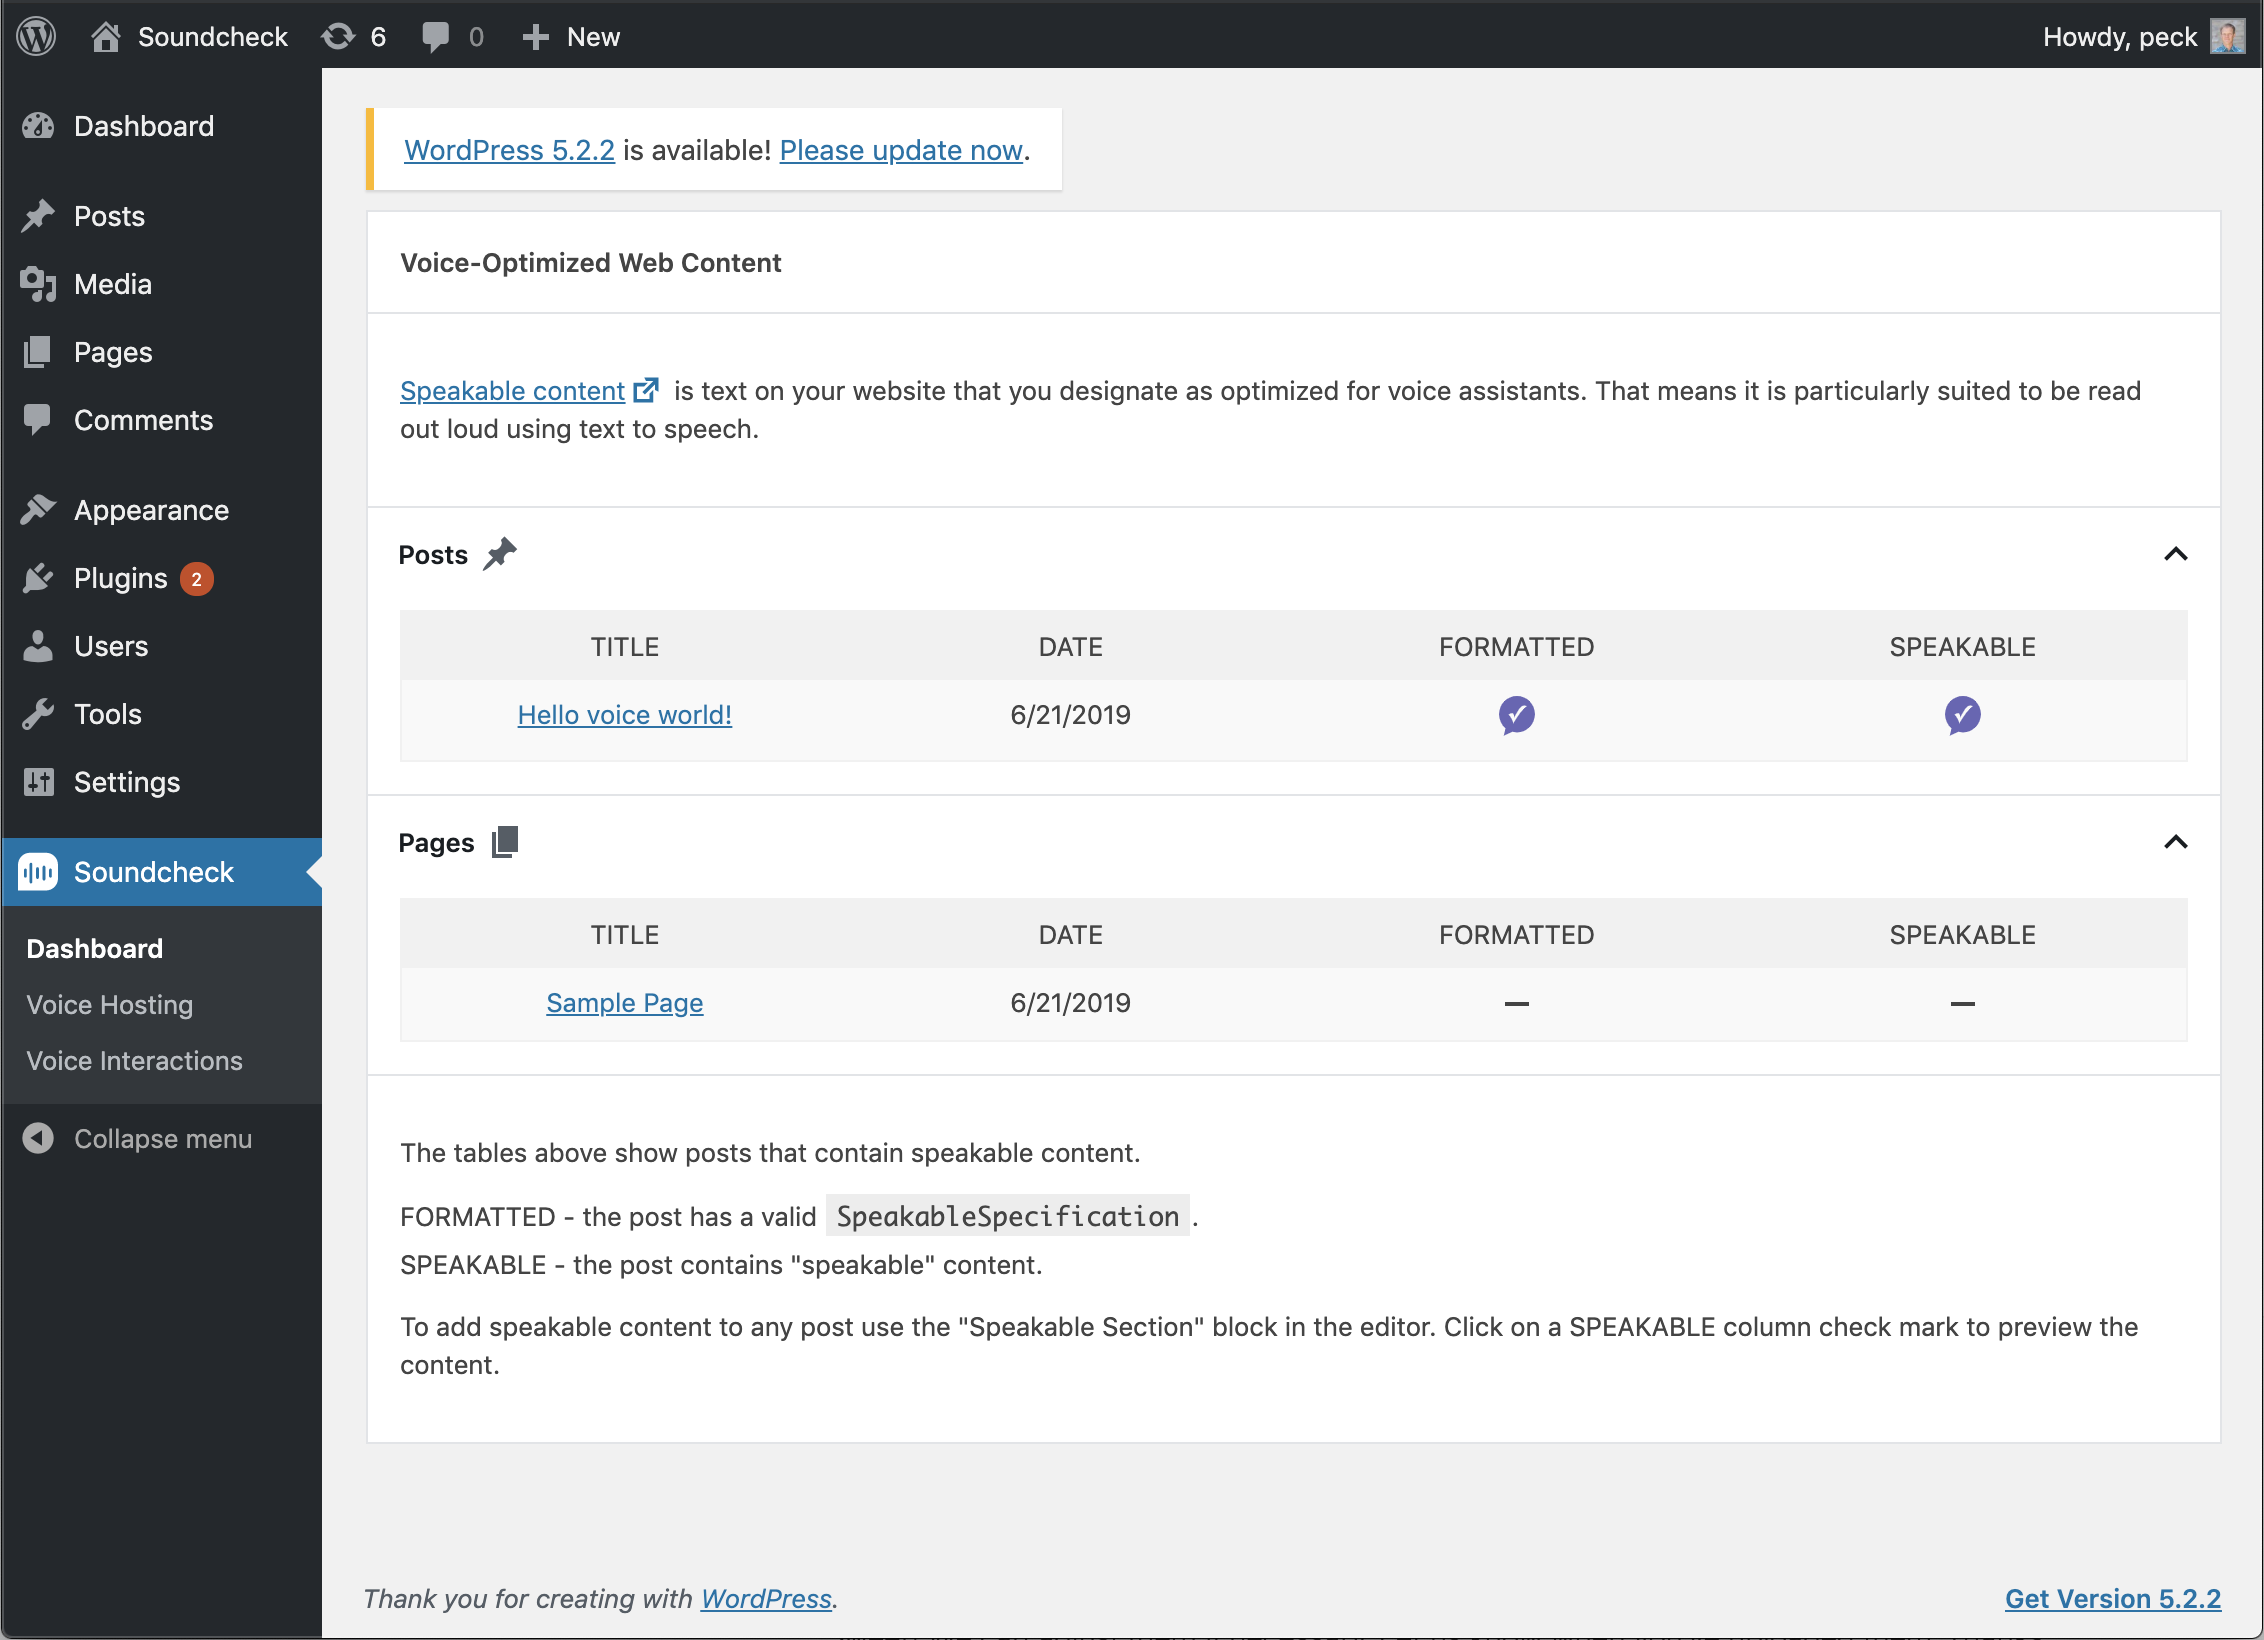 Soundcheck 6 0 New Howdy, peck
Dashboard
Posts
Media
Pages
Comments
Appearance
Plugins 2
Users
Tools
Settings
Soundcheck
Dashboard
Voice Hosting
Voice Interactions
Collapse menu
WordPress 5.2.2 is available! Please update now.
Voice-Optimized Web Content
Speakable content is text on your website that you designate as optimized for voice assistants. That means it is particularly suited to be read
out loud using text to speech.
Posts
TITLE DATE FORMATTED SPEAKABLE
Hello voice world! 6/21/2019
Pages
TITLE DATE FORMATTED SPEAKABLE
Sample Page 6/21/2019 — —
The tables above show posts that contain speakable content.
FORMATTED - the post has a valid SpeakableSpecification.
SPEAKABLE - the post contains "speakable" content.
To add speakable content to any post use the "Speakable Section" block in the editor. Click on a SPEAKABLE column check mark to preview the
content.
Thank you for creating with WordPress. Get Version 5.2.2